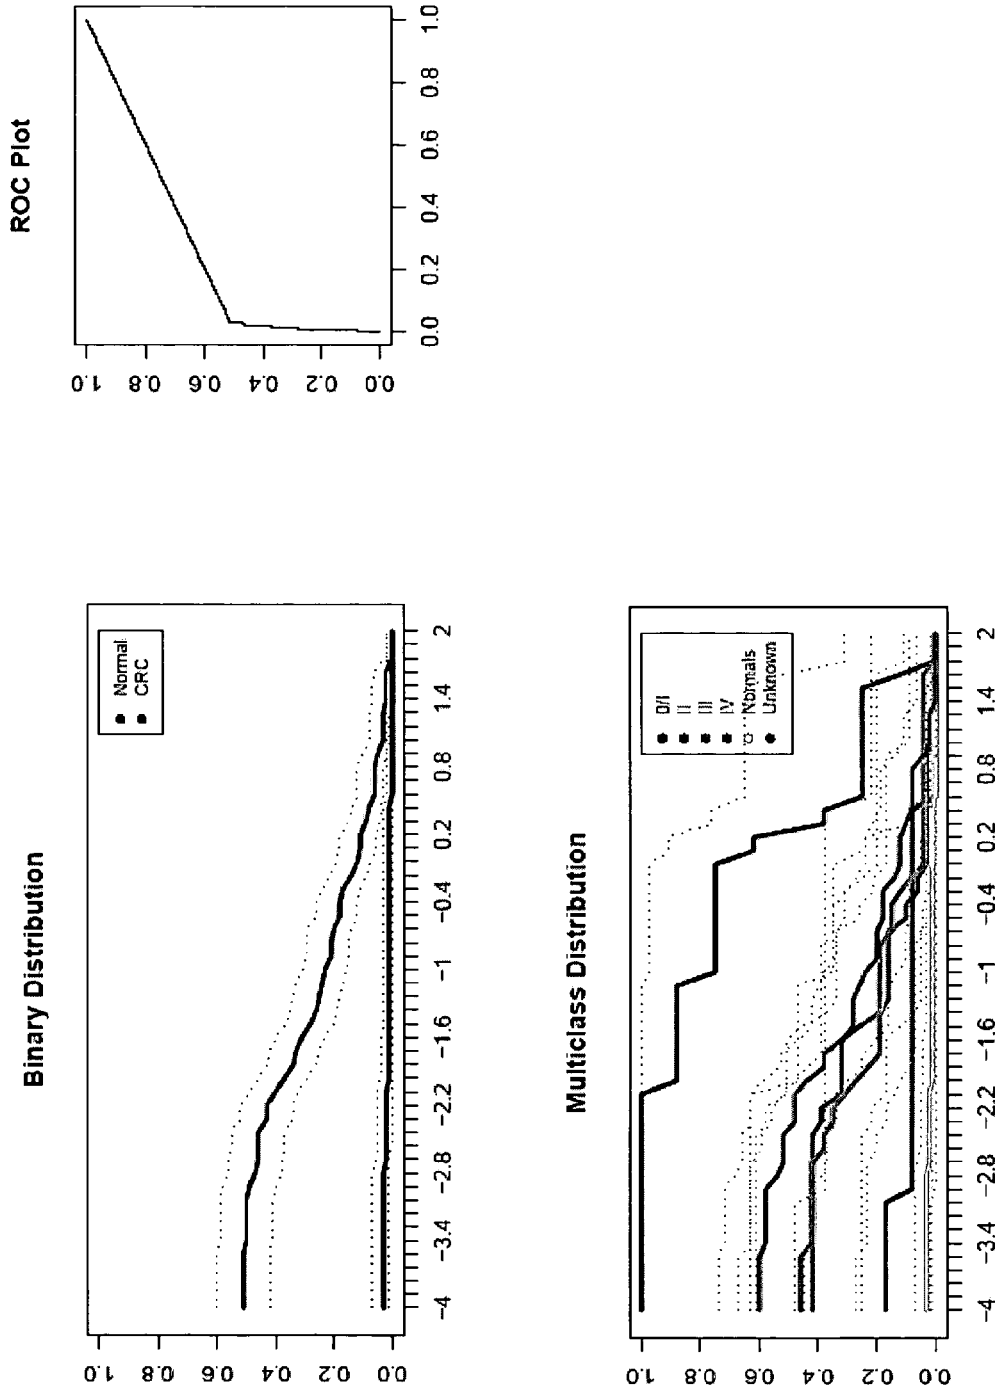 ROC Plot
1.0
0.8
0.6
0.4
0.2
0.0
0.0 0.2 0.4 0.6 0.8 1.0
Binary Distribution
Normal
CRC
1.0
0.8
0.6
0.4
0.2
0.0
−4 −3.4 −2.8 −2.2 −1.6 −1 −0.4 0.2 0.8 1.4 2
Multiclass Distribution
0/I
II
III
IV
Normals
Unknown
1.0
0.8
0.6
0.4
0.2
0.0
−4 −3.4 −2.8 −2.2 −1.6 −1 −0.4 0.2 0.8 1.4 2